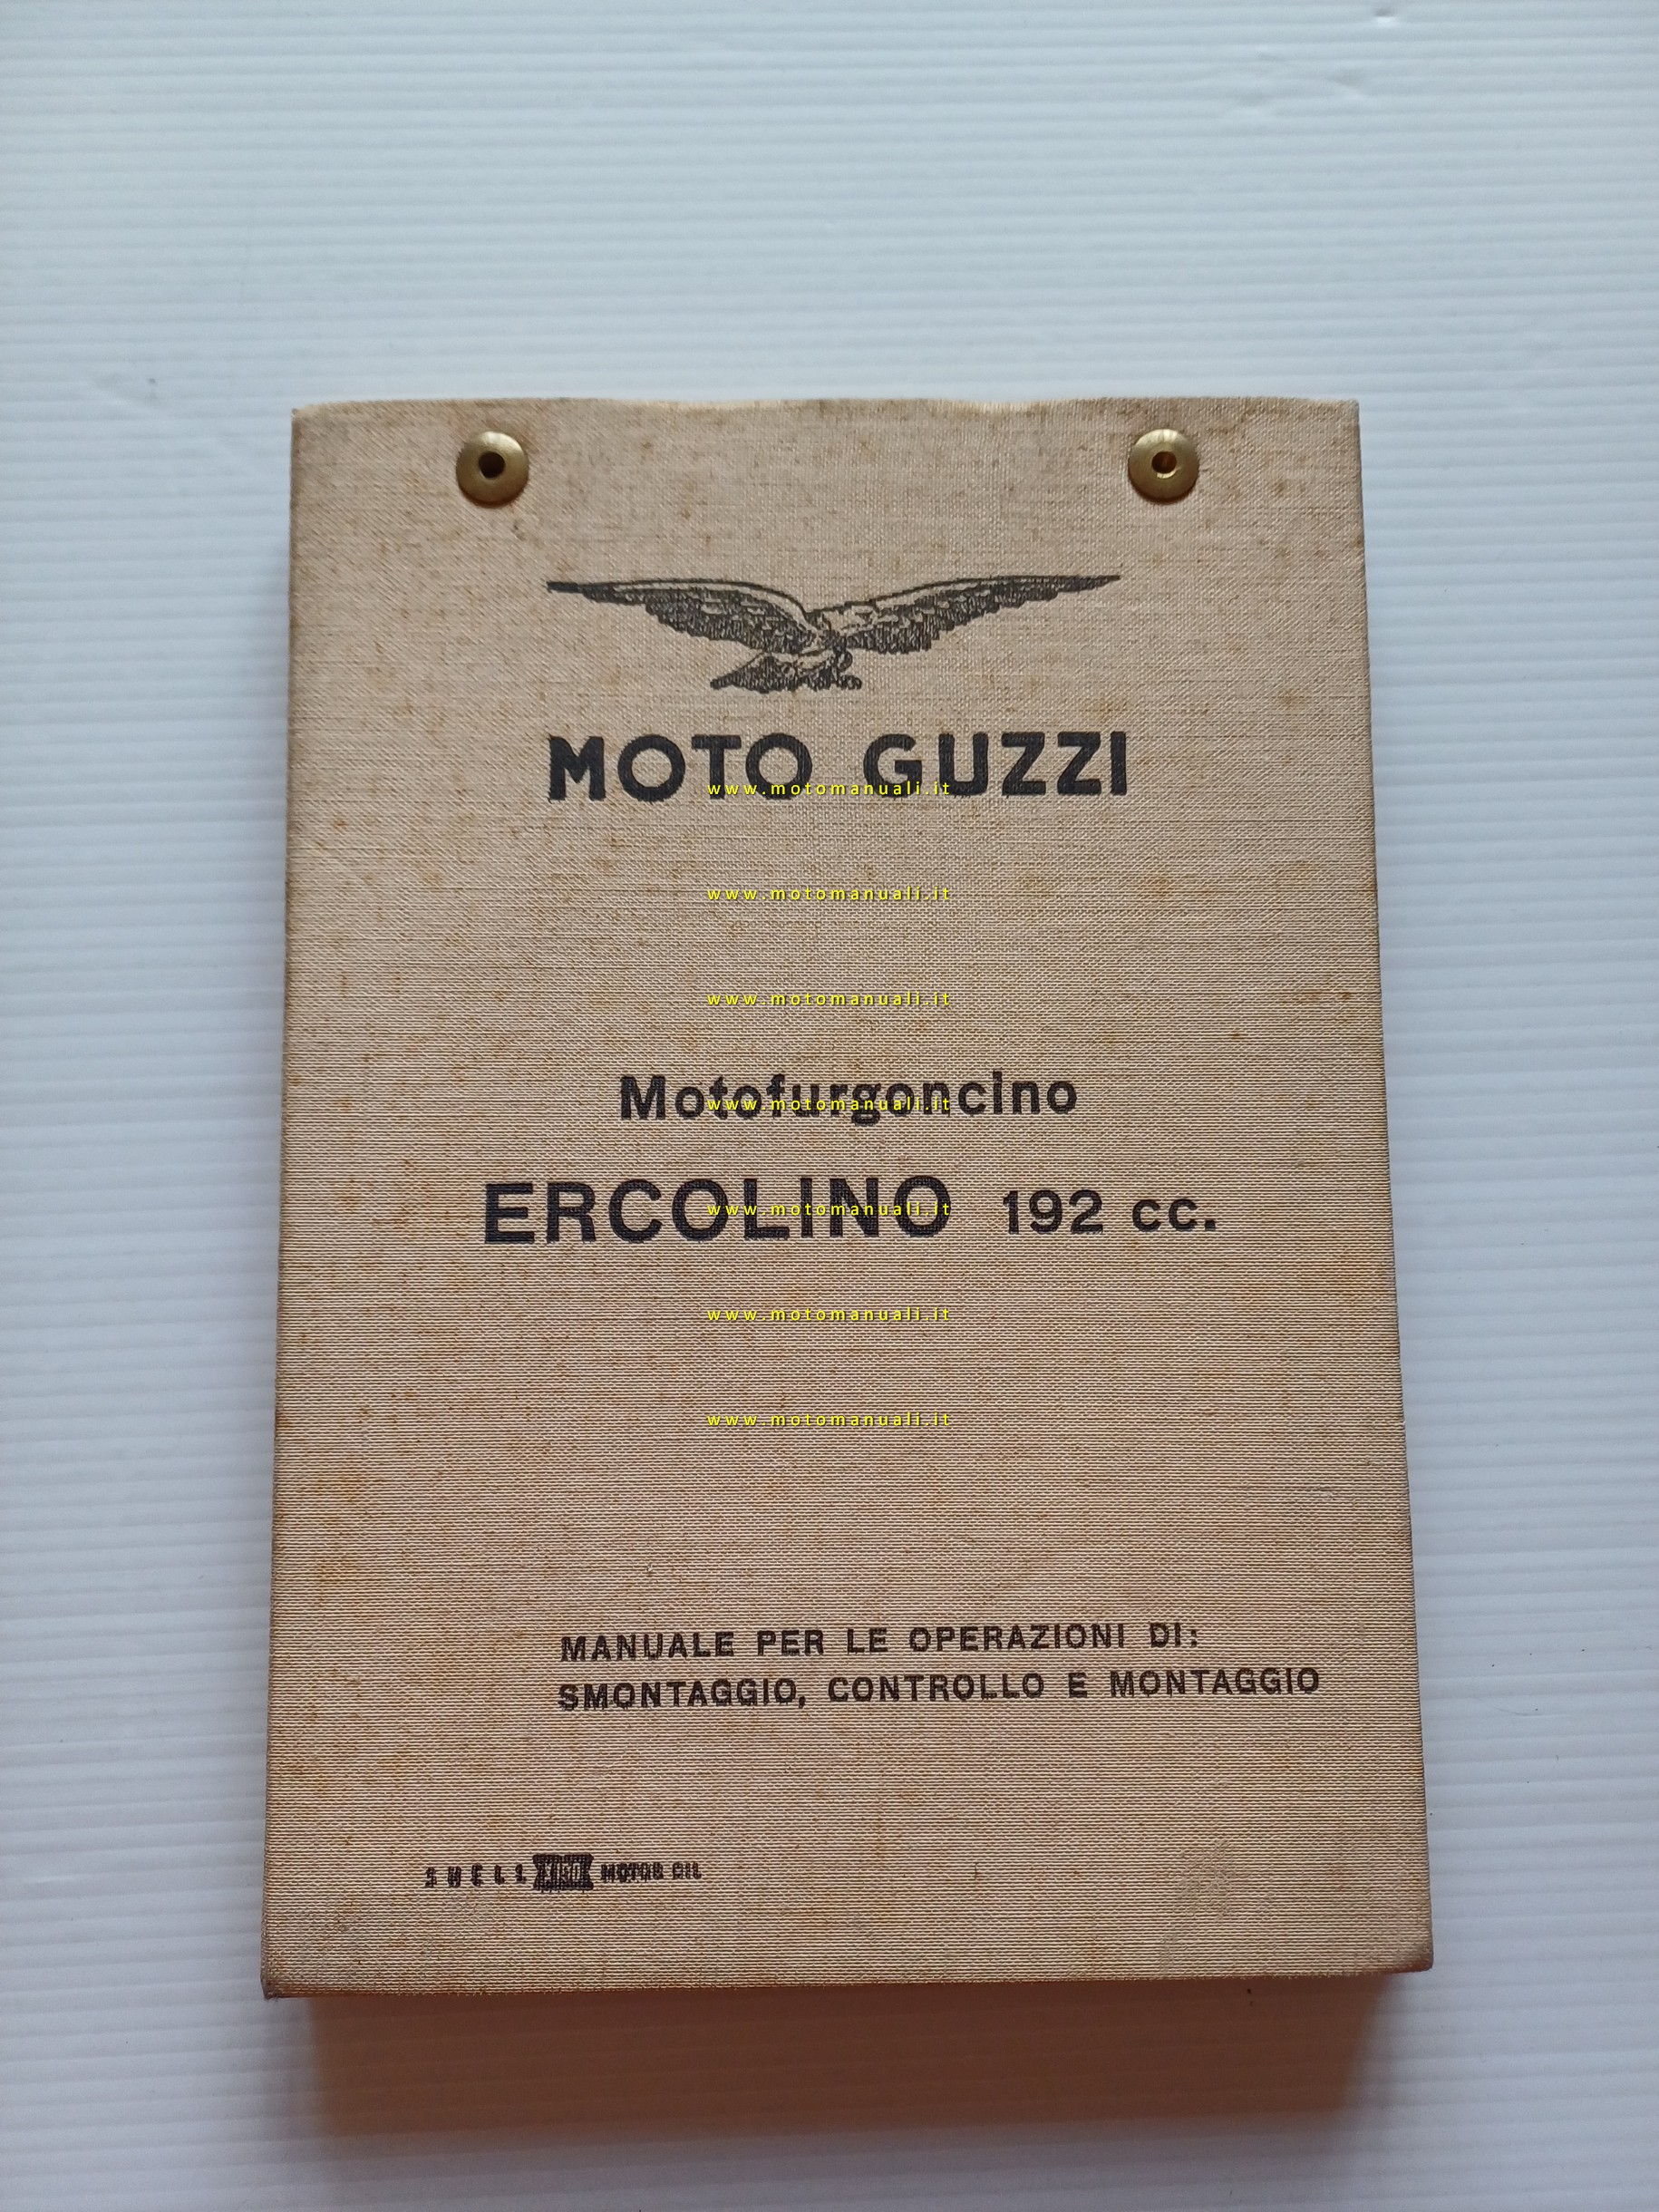 MOTO GUZZI
www.motomanuali.it
www.motomanuali.it
www.motomanuali.it
Motofurgoncino
www.motomanuali.it
ERCOLINO 192 cc.
www.motomanuali.it
www.motomanuali.it
www.motomanuali.it
MANUALE PER LE OPERAZIONI DI:
SMONTAGGIO, CONTROLLO E MONTAGGIO
SHELL MOTOR OIL